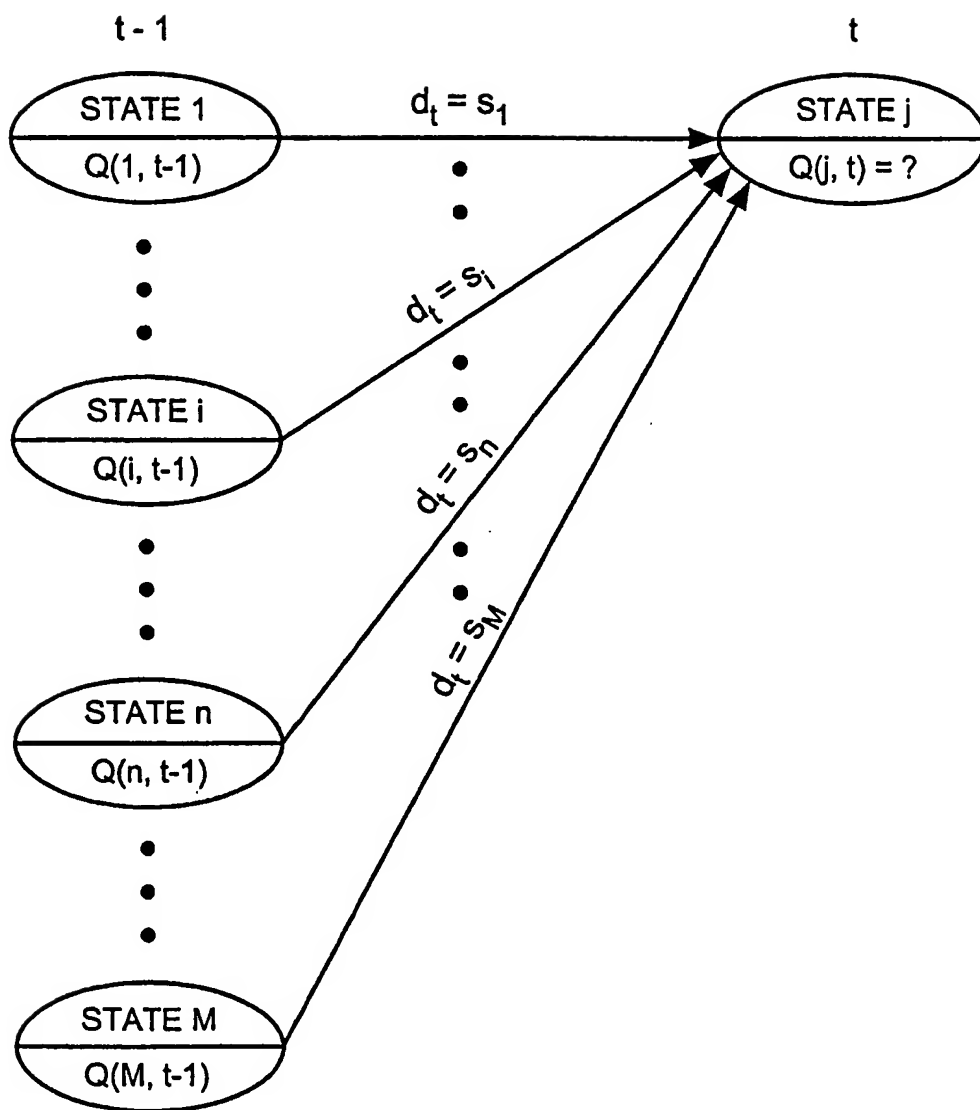 t - 1
t
STATE 1
Q(1, t-1)
d_t = s_1
STATE j
Q(j, t) = ?
d_t = s_i
STATE i
Q(i, t-1)
d_t = s_n
STATE n
Q(n, t-1)
d_t = s_M
STATE M
Q(M, t-1)